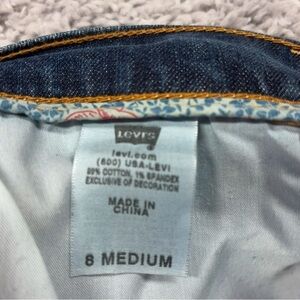 LEVI'S
levi.com
(800) USA-LEVI
99% COTTON, 1% SPANDEX
EXCLUSIVE OF DECORATION
MADE IN
CHINA
8 MEDIUM